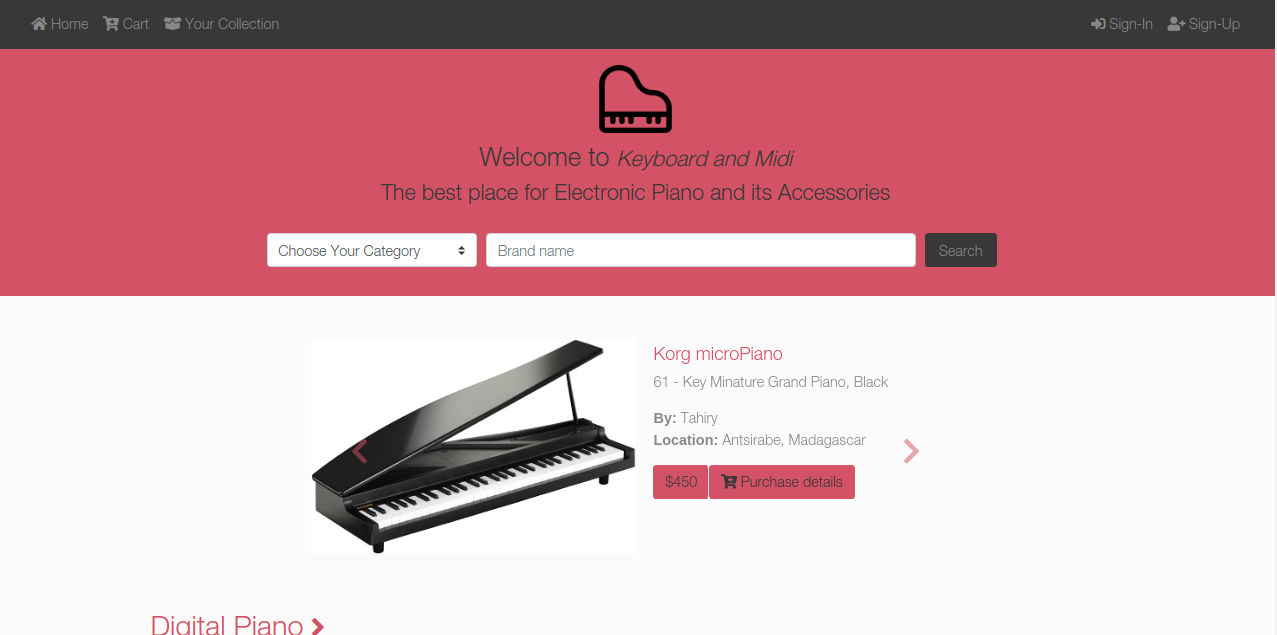 Home Cart Your Collection Sign-In Sign-Up
Welcome to Keyboard and Midi
The best place for Electronic Piano and its Accessories
Choose Your Category Brand name Search
Korg microPiano
61 - Key Minature Grand Piano, Black
By: Tahiry
Location: Antsirabe, Madagascar
$450 Purchase details
Digital Piano